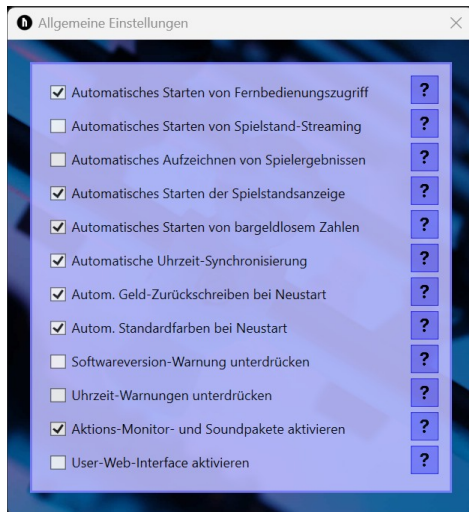 Allgemeine Einstellungen
Automatisches Starten von Fernbedienungszugriff ?
Automatisches Starten von Spielstand-Streaming ?
Automatisches Aufzeichnen von Spielergebnissen ?
Automatisches Starten der Spielstandsanzeige ?
Automatisches Starten von bargeldlosem Zahlen ?
Automatische Uhrzeit-Synchronisierung ?
Autom. Geld-Zurückschreiben bei Neustart ?
Autom. Standardfarben bei Neustart ?
Softwareversion-Warnung unterdrücken ?
Uhrzeit-Warnungen unterdrücken ?
Aktions-Monitor- und Soundpakete aktivieren ?
User-Web-Interface aktivieren ?